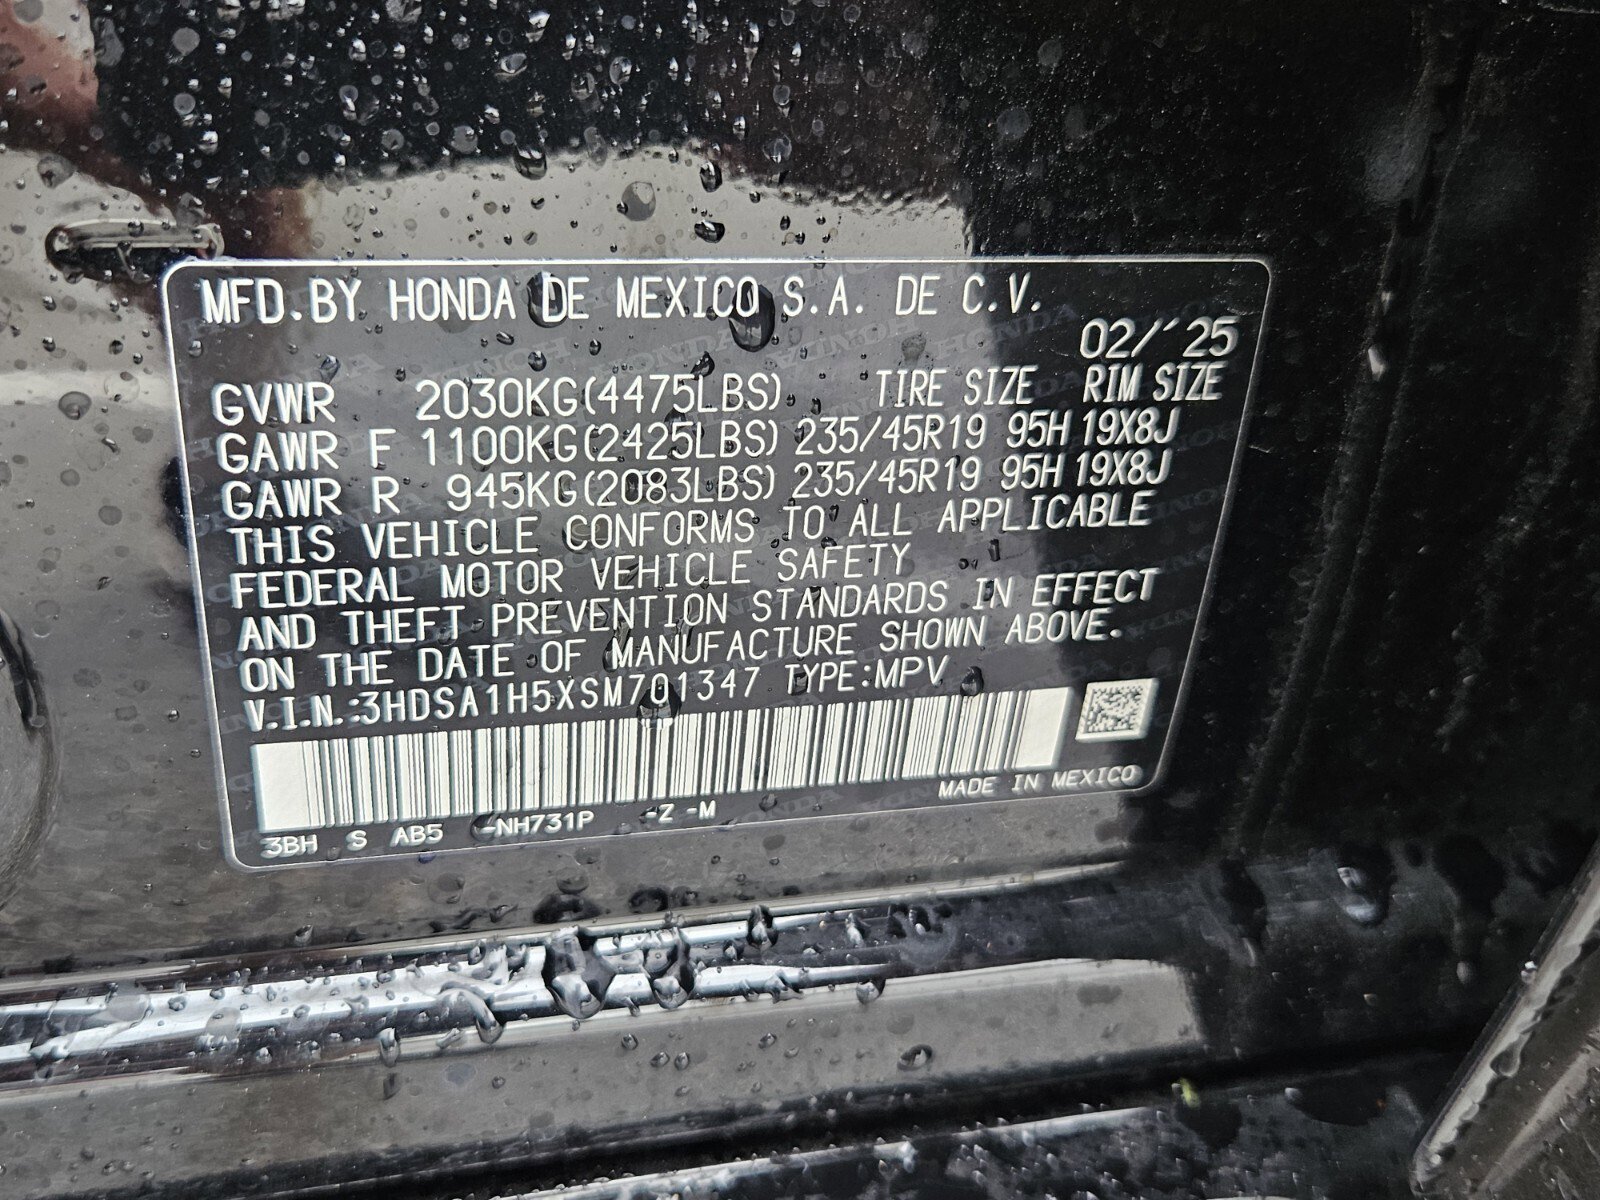 MFD.BY HONDA DE MEXICO S.A. DE C.V.
02/'25
GVWR 2030KG(4475LBS) TIRE SIZE RIM SIZE
GAWR F 1100KG(2425LBS) 235/45R19 95H 19X8J
GAWR R 945KG(2083LBS) 235/45R19 95H 19X8J
THIS VEHICLE CONFORMS TO ALL APPLICABLE
FEDERAL MOTOR VEHICLE SAFETY
AND THEFT PREVENTION STANDARDS IN EFFECT
ON THE DATE OF MANUFACTURE SHOWN ABOVE.
V.I.N.:3HDSA1H5XSM701347 TYPE:MPV
MADE IN MEXICO
3BH S AB5 -NH731P -Z -M